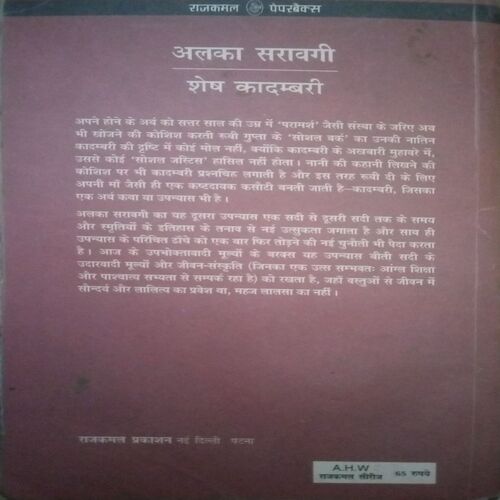 राजकमल पेपरबैक्स
अलका सरावगी
शेष कादम्बरी
अपने होने के अर्थ को सत्तर साल की उम्र में 'परामर्श' जैसी संस्था के जरिए अब
भी खोजने की कोशिश करती रूबी गुप्ता के 'सोशल वर्क' का उनकी नातिन
कादम्बरी की दृष्टि में कोई मोल नहीं, क्योंकि कादम्बरी के अखबारी मुहावरे में,
उससे कोई 'सोशल जस्टिस' हासिल नहीं होता। नानी की कहानी लिखने की
कोशिश पर भी कादम्बरी प्रश्नचिह्न लगाती है और इस तरह रूबी दी के लिए
अपनी माँ जैसी ही एक कष्टदायक कसौटी बनती जाती है–कादम्बरी, जिसका
एक अर्थ कथा या उपन्यास भी है।
अलका सरावगी का यह दूसरा उपन्यास एक सदी से दूसरी सदी तक के समय
और स्मृतियों के इतिहास के तनाव से नई उत्सुकता जगाता है और साथ ही
उपन्यास के परिचित ढाँचे को एक बार फिर तोड़ने की नई चुनौती भी पैदा करता
है। आज के उपभोक्तावादी मूल्यों के बरक्स यह उपन्यास बीती सदी के
उदारवादी मूल्यों और जीवन-संस्कृति (जिनका एक उत्स सम्भवतः आंग्ल शिक्षा
और पाश्चात्य सभ्यता से सम्पर्क रहा है) को रखता है, जहाँ वस्तुओं से जीवन में
सौन्दर्य और लालित्य का प्रवेश था, महज लालसा का नहीं।
राजकमल प्रकाशन नई दिल्ली पटना
A.H.W
राजकमल सीरीज 65 रुपये